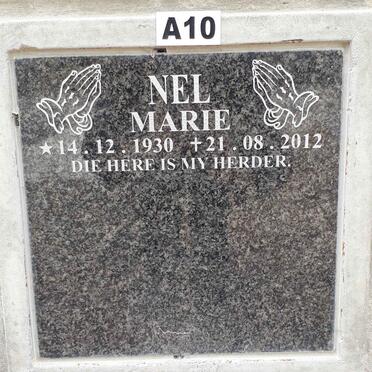 A10
NEL
MARIE
★14.12.1930 ✝21.08.2012
DIE HERE IS MY HERDER.